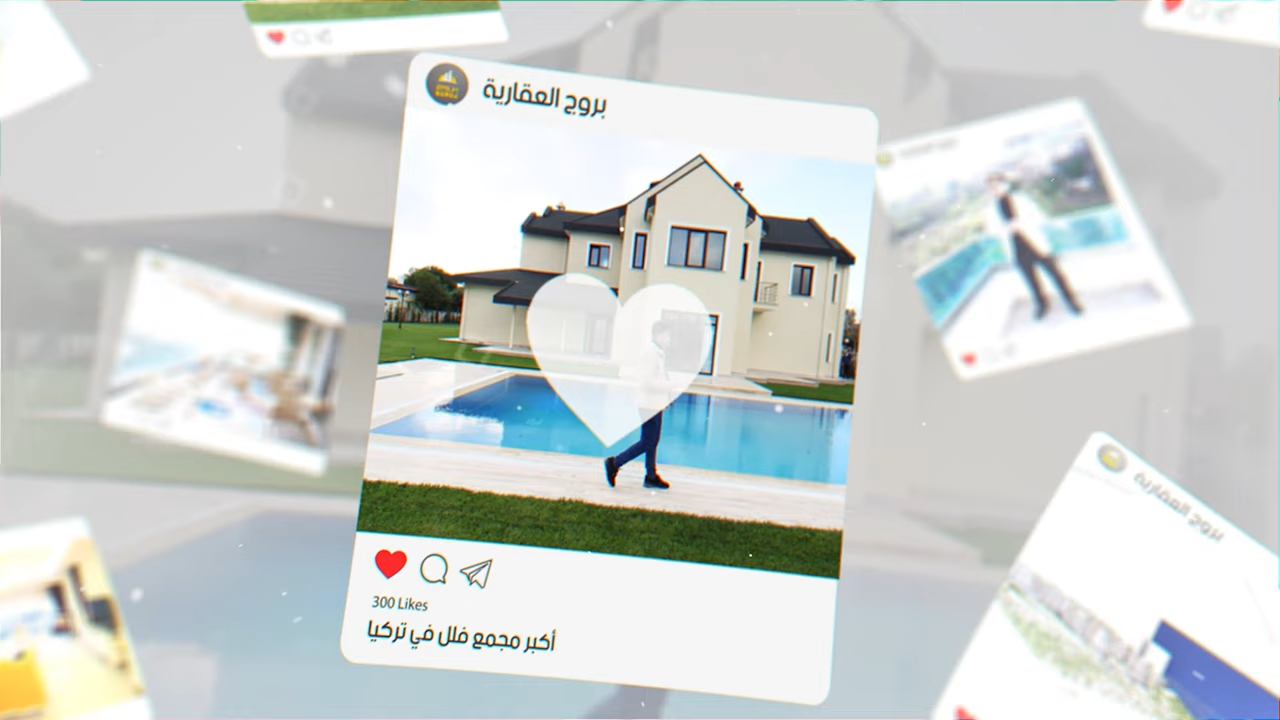 بروج العقارية
300 Likes
أكبر مجمع فلل في تركيا
بروج العقارية